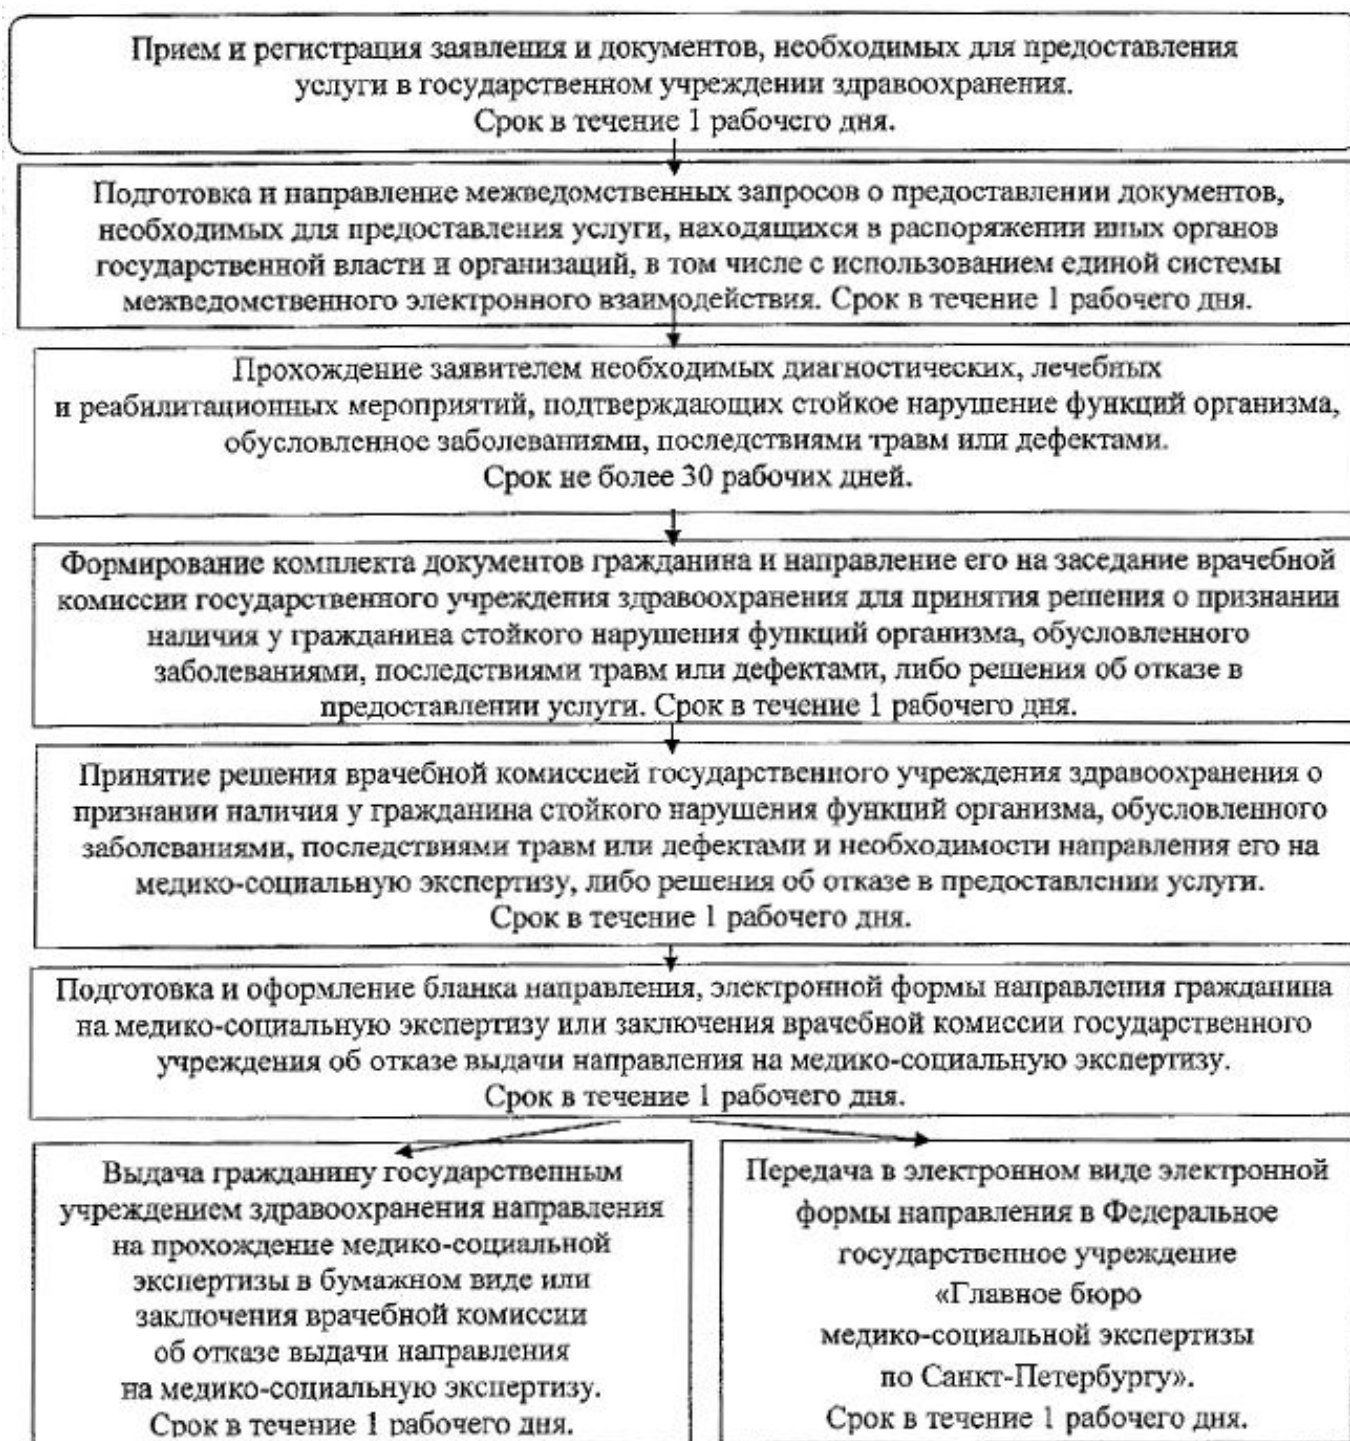 Прием и регистрация заявления и документов, необходимых для предоставления
услуги в государственном учреждении здравоохранения.
Срок в течение 1 рабочего дня.
Подготовка и направление межведомственных запросов о предоставлении документов,
необходимых для предоставления услуги, находящихся в распоряжении иных органов
государственной власти и организаций, в том числе с использованием единой системы
межведомственного электронного взаимодействия. Срок в течение 1 рабочего дня.
Прохождение заявителем необходимых диагностических, лечебных
и реабилитационных мероприятий, подтверждающих стойкое нарушение функций организма,
обусловленное заболеваниями, последствиями травм или дефектами.
Срок не более 30 рабочих дней.
Формирование комплекта документов гражданина и направление его на заседание врачебной
комиссии государственного учреждения здравоохранения для принятия решения о признании
наличия у гражданина стойкого нарушения функций организма, обусловленного
заболеваниями, последствиями травм или дефектами, либо решения об отказе в
предоставлении услуги. Срок в течение 1 рабочего дня.
Принятие решения врачебной комиссией государственного учреждения здравоохранения о
признании наличия у гражданина стойкого нарушения функций организма, обусловленного
заболеваниями, последствиями травм или дефектами и необходимости направления его на
медико-социальную экспертизу, либо решения об отказе в предоставлении услуги.
Срок в течение 1 рабочего дня.
Подготовка и оформление бланка направления, электронной формы направления гражданина
на медико-социальную экспертизу или заключения врачебной комиссии государственного
учреждения об отказе выдачи направления на медико-социальную экспертизу.
Срок в течение 1 рабочего дня.
Выдача гражданину государственным
учреждением здравоохранения направления
на прохождение медико-социальной
экспертизы в бумажном виде или
заключения врачебной комиссии
об отказе выдачи направления
на медико-социальную экспертизу.
Срок в течение 1 рабочего дня.
Передача в электронном виде электронной
формы направления в Федеральное
государственное учреждение
«Главное бюро
медико-социальной экспертизы
по Санкт-Петербургу».
Срок в течение 1 рабочего дня.